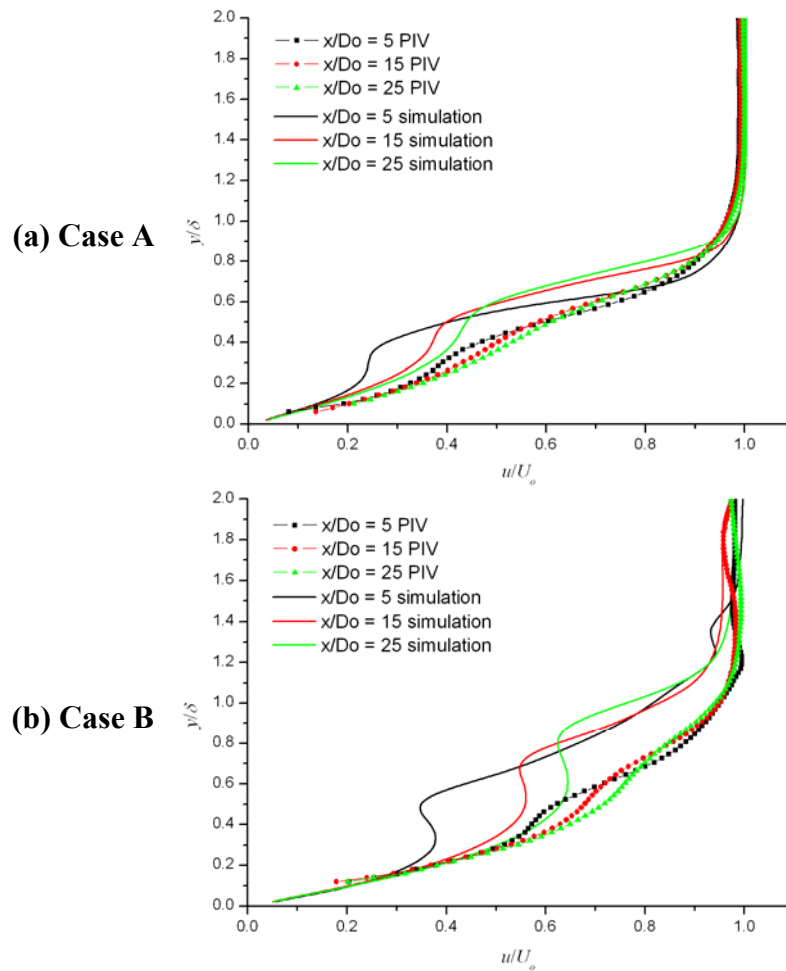 2.0
1.8
1.6
1.4
1.2
1.0
0.8
0.6
0.4
0.2
0.0
y/δ
x/Do = 5 PIV
x/Do = 15 PIV
x/Do = 25 PIV
x/Do = 5 simulation
x/Do = 15 simulation
x/Do = 25 simulation
(a) Case A
0.0 0.2 0.4 0.6 0.8 1.0
u/Uₒ
2.0
1.8
1.6
1.4
1.2
1.0
0.8
0.6
0.4
0.2
0.0
y/δ
x/Do = 5 PIV
x/Do = 15 PIV
x/Do = 25 PIV
x/Do = 5 simulation
x/Do = 15 simulation
x/Do = 25 simulation
(b) Case B
0.0 0.2 0.4 0.6 0.8 1.0
u/Uₒ